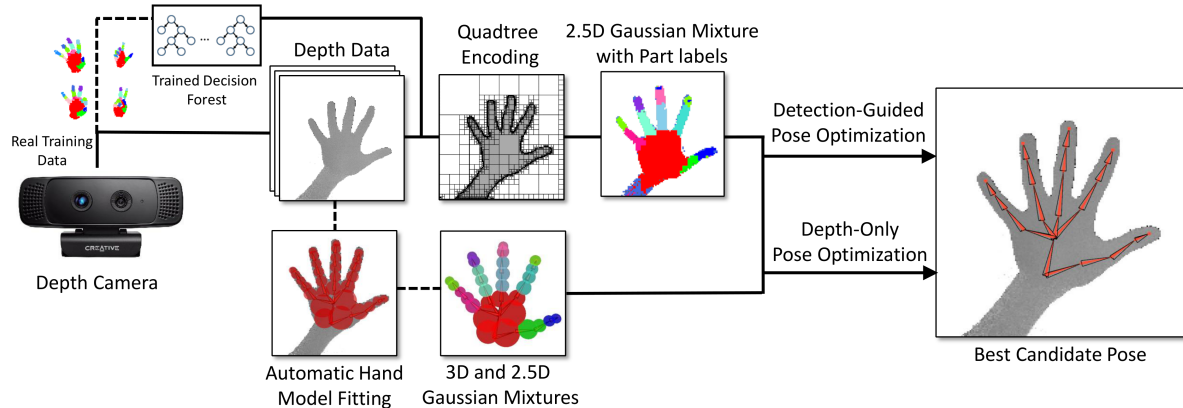 Trained Decision
Forest
Real Training
Data
CREATIVE
Depth Camera
Depth Data
Quadtree
Encoding
2.5D Gaussian Mixture
with Part labels
Automatic Hand
Model Fitting
3D and 2.5D
Gaussian Mixtures
Detection-Guided
Pose Optimization
Depth-Only
Pose Optimization
Best Candidate Pose
...